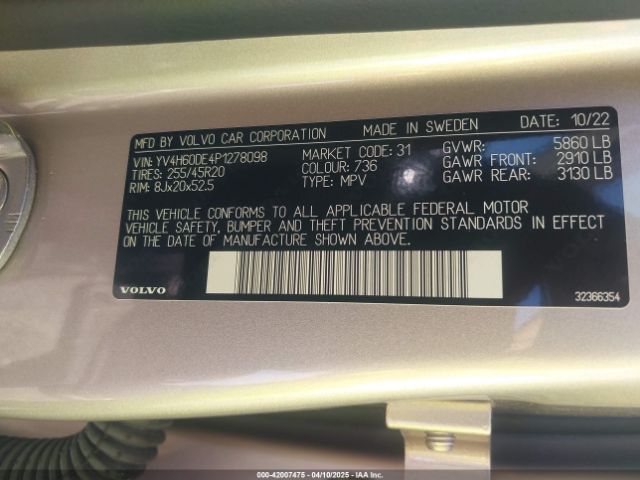 MFD BY VOLVO CAR CORPORATION MADE IN SWEDEN DATE: 10/22
VIN: YV4H60DE4P1278098 MARKET CODE: 31 GVWR: 5860 LB
TIRES: 255/45R20 COLOUR: 736 GAWR FRONT: 2910 LB
RIM: 8Jx20x52.5 TYPE: MPV GAWR REAR: 3130 LB
THIS VEHICLE CONFORMS TO ALL APPLICABLE FEDERAL MOTOR
VEHICLE SAFETY, BUMPER AND THEFT PREVENTION STANDARDS IN EFFECT
ON THE DATE OF MANUFACTURE SHOWN ABOVE.
VOLVO 32366354
000-42007475 - 04/10/2025 - IAAHolding Inc.